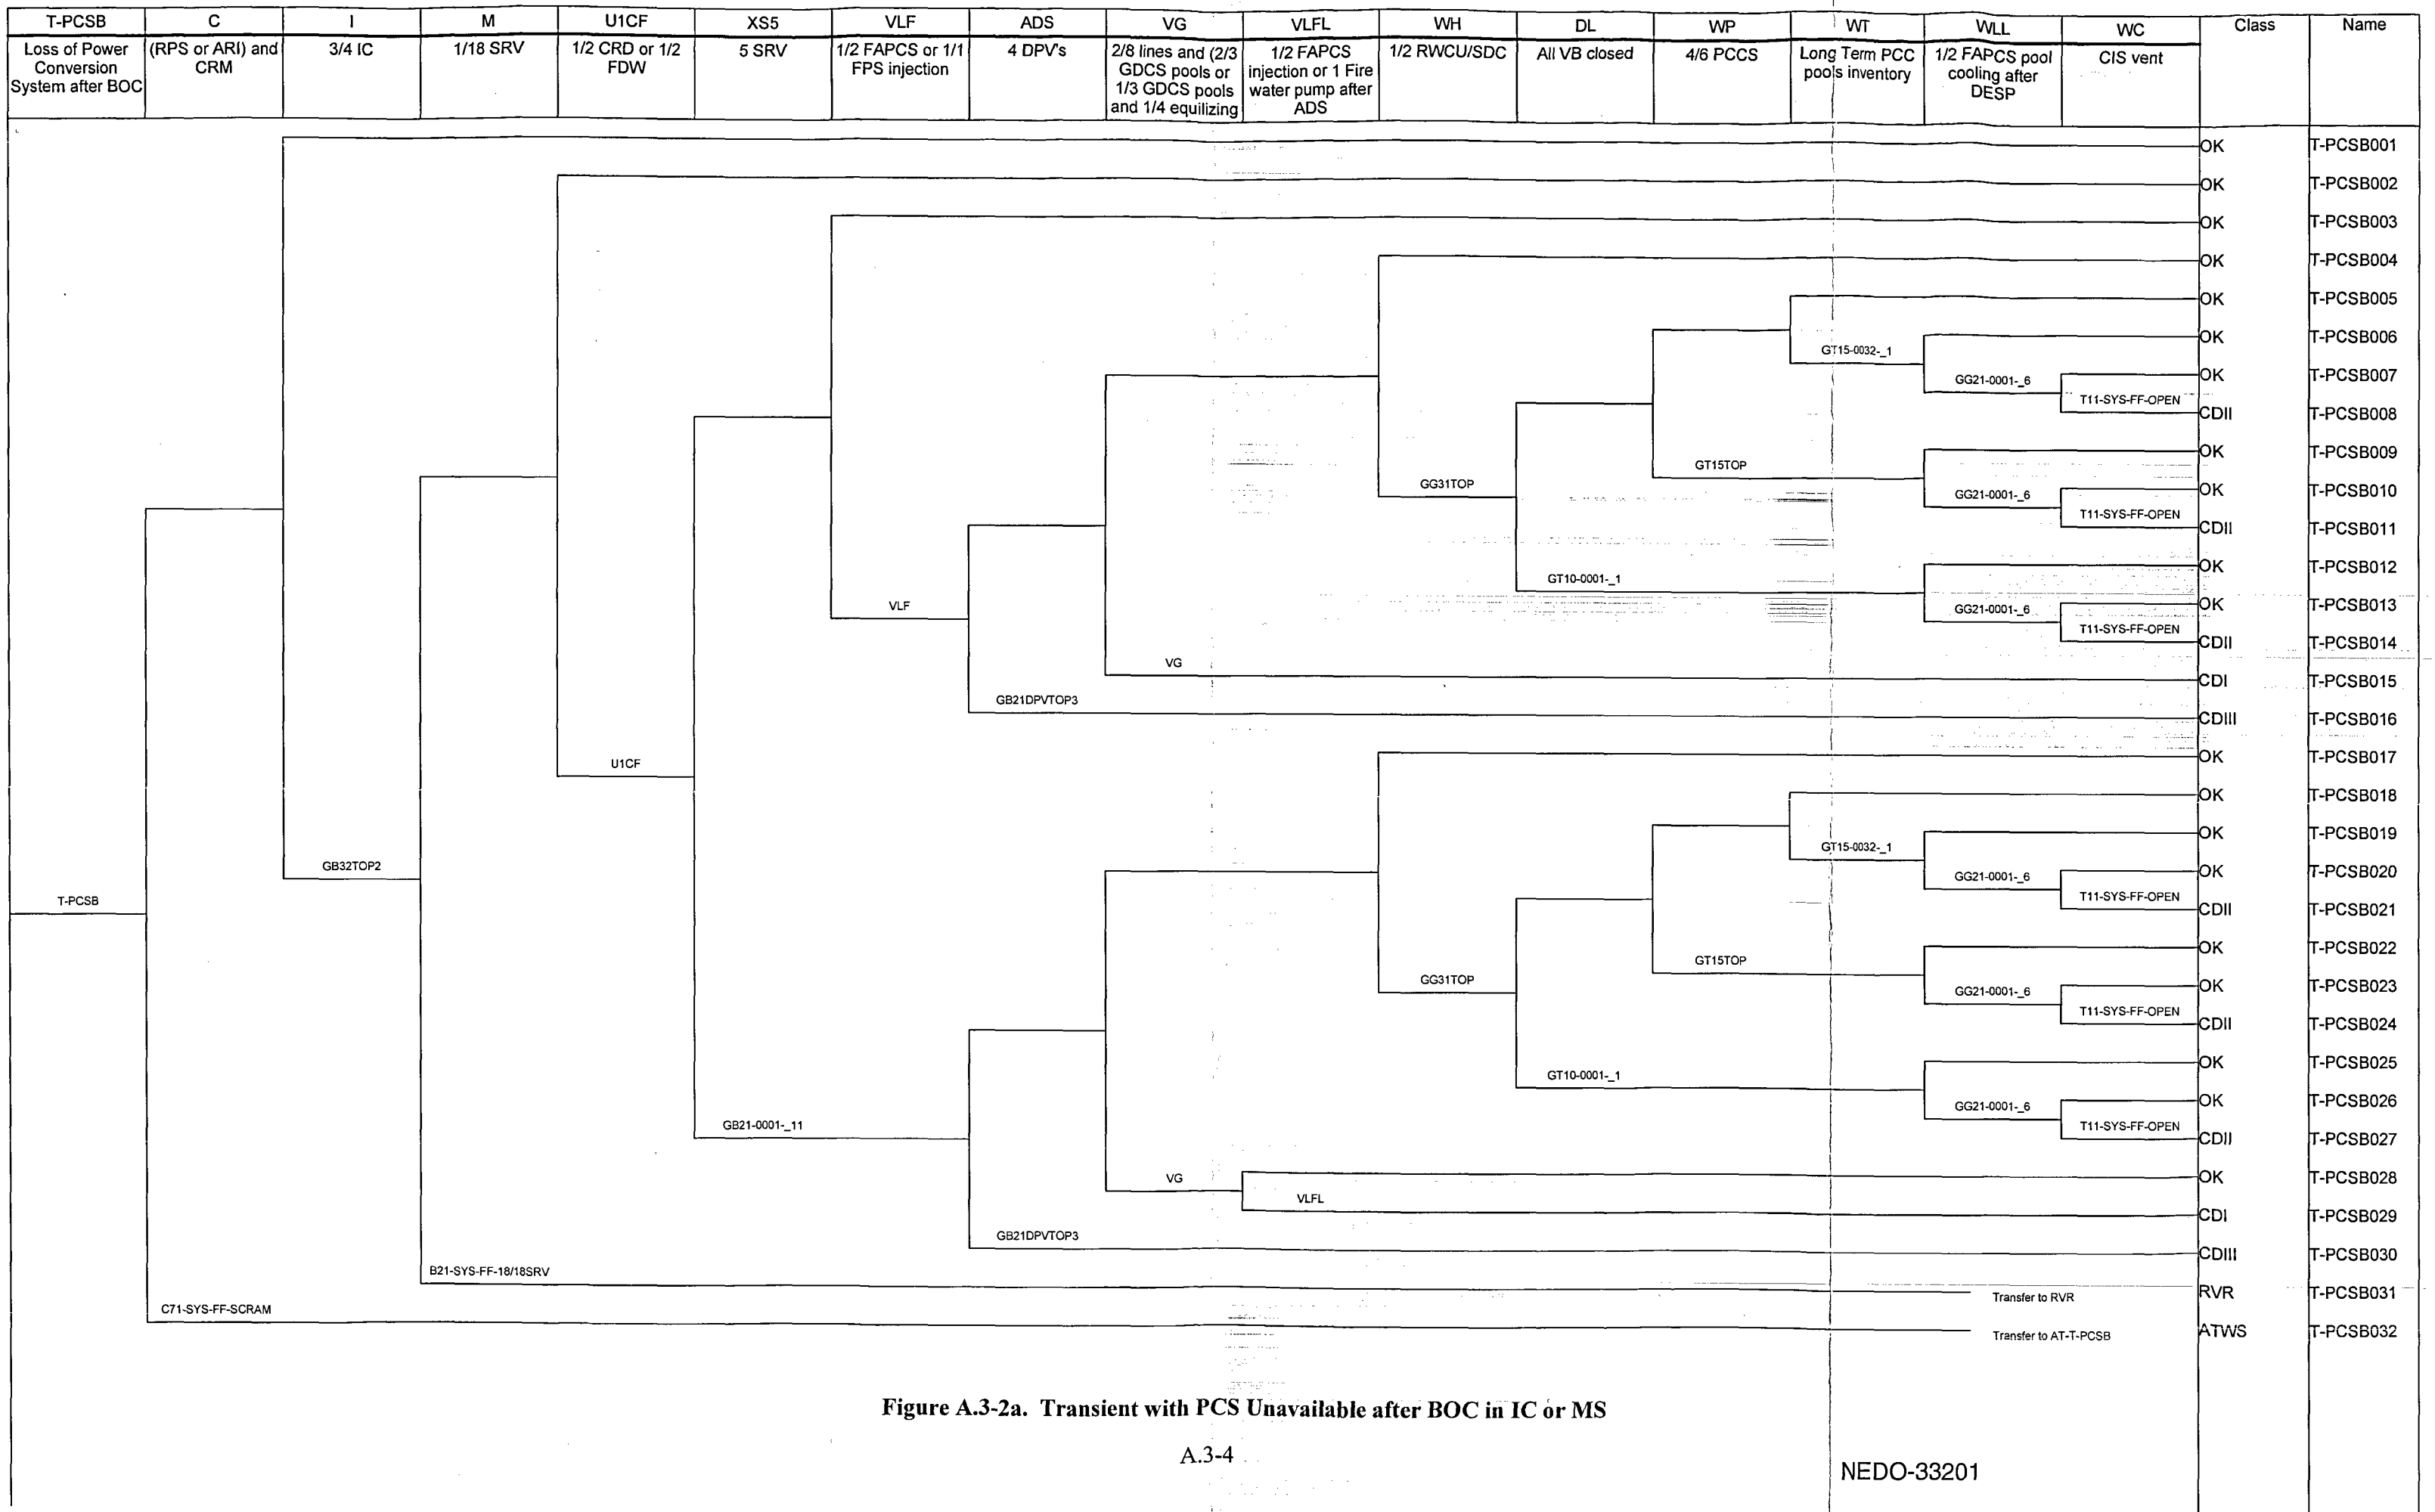 T-PCSB C I M U1CF XS5 VLF ADS VG VLFL WH DL WP WT WLL WC Class Name
Loss of Power
Conversion
System after BOC
(RPS or ARI) and
CRM
3/4 IC
1/18 SRV
1/2 CRD or 1/2
FDW
5 SRV
1/2 FAPCS or 1/1
FPS injection
4 DPV's
2/8 lines and (2/3
GDCS pools or
1/3 GDCS pools
and 1/4 equilizing
1/2 FAPCS
injection or 1 Fire
water pump after
ADS
1/2 RWCU/SDC
All VB closed
4/6 PCCS
Long Term PCC
pools inventory
1/2 FAPCS pool
cooling after
DESP
CIS vent
OK T-PCSB001
OK T-PCSB002
OK T-PCSB003
OK T-PCSB004
OK T-PCSB005
OK T-PCSB006
GT15-0032-_1
OK T-PCSB007
GG21-0001-_6
T11-SYS-FF-OPEN
CDII T-PCSB008
OK T-PCSB009
GT15TOP
GG31TOP
OK T-PCSB010
GG21-0001-_6
T11-SYS-FF-OPEN
CDII T-PCSB011
OK T-PCSB012
GT10-0001-_1
VLF
OK T-PCSB013
GG21-0001-_6
T11-SYS-FF-OPEN
CDII T-PCSB014
VG
CDI T-PCSB015
GB21DPVTOP3
CDIII T-PCSB016
OK T-PCSB017
U1CF
OK T-PCSB018
OK T-PCSB019
GT15-0032-_1
GB32TOP2
OK T-PCSB020
GG21-0001-_6
T11-SYS-FF-OPEN
T-PCSB
CDII T-PCSB021
OK T-PCSB022
GT15TOP
GG31TOP
OK T-PCSB023
GG21-0001-_6
T11-SYS-FF-OPEN
CDII T-PCSB024
OK T-PCSB025
GT10-0001-_1
OK T-PCSB026
GG21-0001-_6
GB21-0001-_11
T11-SYS-FF-OPEN
CDII T-PCSB027
VG
OK T-PCSB028
VLFL
CDI T-PCSB029
GB21DPVTOP3
CDIII T-PCSB030
B21-SYS-FF-18/18SRV
Transfer to RVR
RVR T-PCSB031
C71-SYS-FF-SCRAM
Transfer to AT-T-PCSB
ATWS T-PCSB032
Figure A.3-2a. Transient with PCS Unavailable after BOC in IC or MS
A.3-4
NEDO-33201